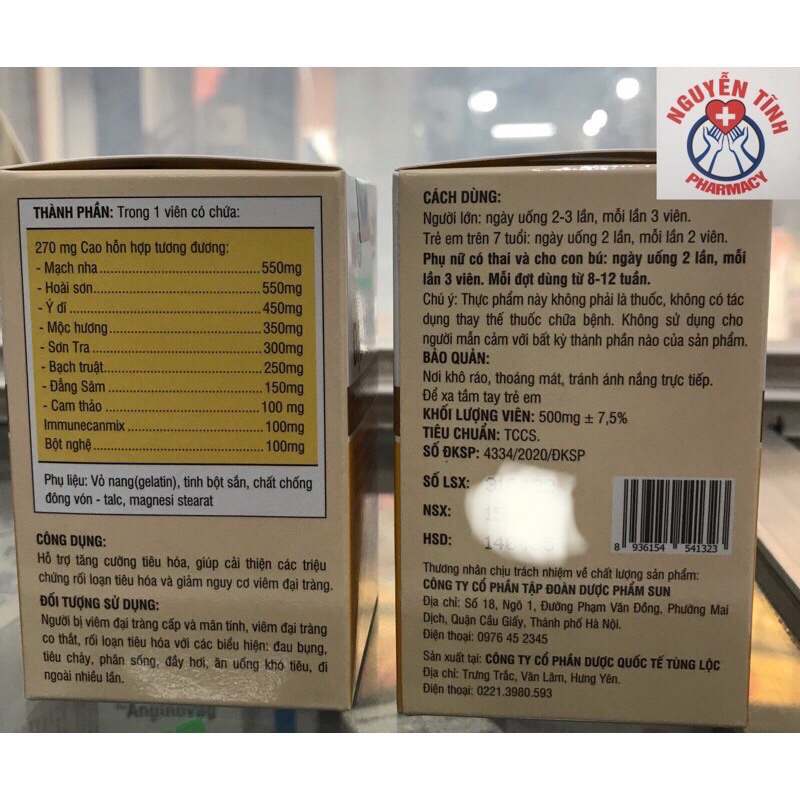 NGUYỄN TĨNH
PHARMACY
THÀNH PHẦN: Trong 1 viên có chứa:
270 mg Cao hỗn hợp tương đương:
- Mạch nha 550mg
- Hoài sơn 550mg
- Ý dĩ 450mg
- Mộc hương 350mg
- Sơn Tra 300mg
- Bạch truật 250mg
- Đẳng Sâm 150mg
- Cam thảo 100 mg
Immunecanmix 100mg
Bột nghệ 100mg
Phụ liệu: Vỏ nang(gelatin), tinh bột sắn, chất chống
đông vón - talc, magnesi stearat
CÔNG DỤNG:
Hỗ trợ tăng cường tiêu hóa, giúp cải thiện các triệu
chứng rối loạn tiêu hóa và giảm nguy cơ viêm đại tràng.
ĐỐI TƯỢNG SỬ DỤNG:
Người bị viêm đại tràng cấp và mãn tính, viêm đại tràng
co thắt, rối loạn tiêu hóa với các biểu hiện: đau bụng,
tiêu chảy, phân sống, đầy hơi, ăn uống khó tiêu, đi
ngoài nhiều lần.
CÁCH DÙNG:
Người lớn: ngày uống 2-3 lần, mỗi lần 3 viên.
Trẻ em trên 7 tuổi: ngày uống 2 lần, mỗi lần 2 viên.
Phụ nữ có thai và cho con bú: ngày uống 2 lần, mỗi
lần 3 viên. Mỗi đợt dùng từ 8-12 tuần.
Chú ý: Thực phẩm này không phải là thuốc, không có tác
dụng thay thế thuốc chữa bệnh. Không sử dụng cho
người mẫn cảm với bất kỳ thành phần nào của sản phẩm.
BẢO QUẢN:
Nơi khô ráo, thoáng mát, tránh ánh nắng trực tiếp.
Để xa tầm tay trẻ em
KHỐI LƯỢNG VIÊN: 500mg ± 7,5%
TIÊU CHUẨN: TCCS.
SỐ ĐKSP: 4334/2020/ĐKSP
SỐ LSX:
NSX:
HSD:
8 936154 541323
Thương nhân chịu trách nhiệm về chất lượng sản phẩm:
CÔNG TY CỔ PHẦN TẬP ĐOÀN DƯỢC PHẨM SUN
Địa chỉ: Số 18, Ngõ 1, Đường Phạm Văn Đồng, Phường Mai
Dịch, Quận Cầu Giấy, Thành phố Hà Nội.
Điện thoại: 0976 45 2345
Sản xuất tại: CÔNG TY CỔ PHẦN DƯỢC QUỐC TẾ TÙNG LỘC
Địa chỉ: Trưng Trắc, Văn Lâm, Hưng Yên.
Điện thoại: 0221.3980.593